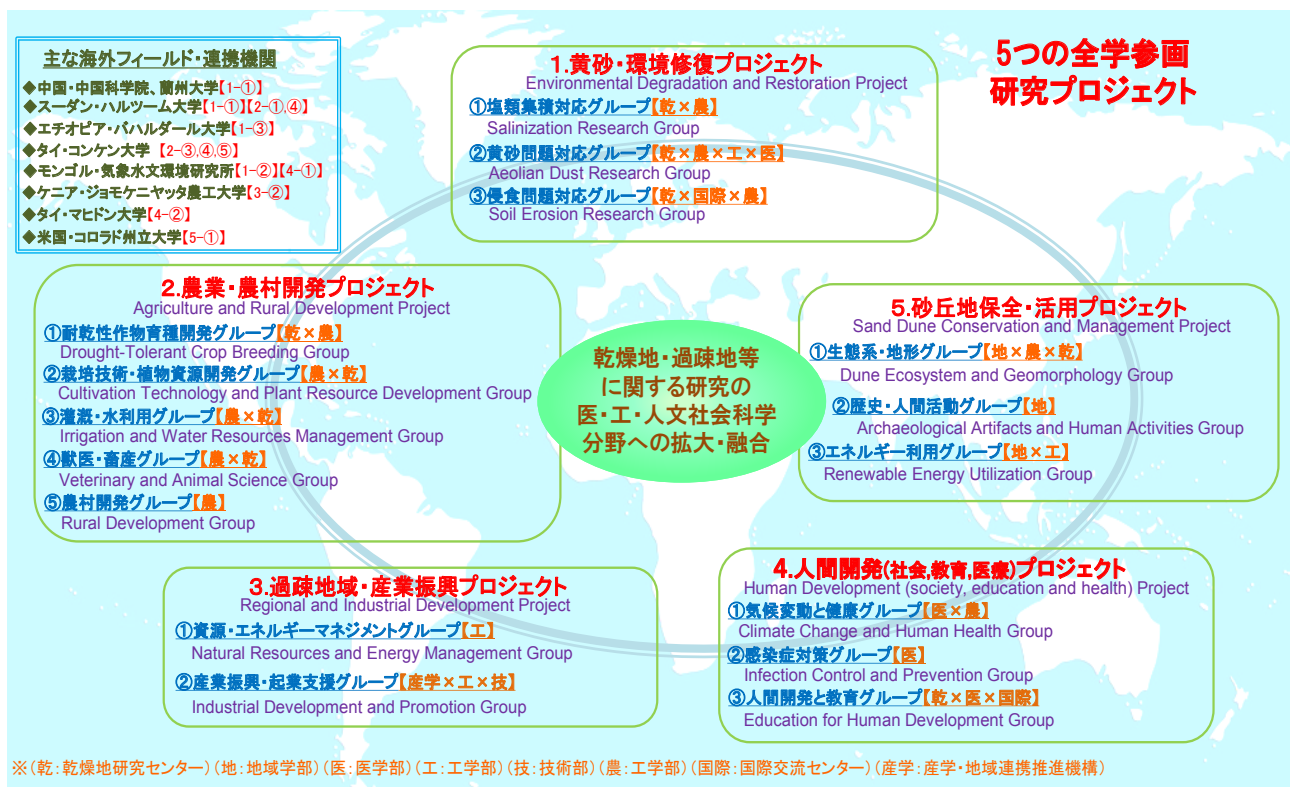 5つの全学参画
研究プロジェクト
主な海外フィールド・連携機関
◆中国・中国科学院、蘭州大学【1-①】
◆スーダン・ハルツーム大学【1-①】【2-①,④】
◆エチオピア・バハルダール大学【1-③】
◆タイ・コンケン大学 【2-③,④,⑤】
◆モンゴル・気象水文環境研究所【1-②】【4-①】
◆ケニア・ジョモケニヤッタ農工大学【3-②】
◆タイ・マヒドン大学【4-②】
◆米国・コロラド州立大学【5-①】
1.黄砂・環境修復プロジェクト
Environmental Degradation and Restoration Project
①塩類集積対応グループ【乾×農】
Salinization Research Group
②黄砂問題対応グループ【乾×農×工×医】
Aeolian Dust Research Group
③侵食問題対応グループ【乾×国際×農】
Soil Erosion Research Group
2.農業・農村開発プロジェクト
Agriculture and Rural Development Project
①耐乾性作物育種開発グループ【乾×農】
Drought-Tolerant Crop Breeding Group
②栽培技術・植物資源開発グループ【農×乾】
Cultivation Technology and Plant Resource Development Group
③灌漑・水利用グループ【農×乾】
Irrigation and Water Resources Management Group
④獣医・畜産グループ【農×乾】
Veterinary and Animal Science Group
⑤農村開発グループ【農】
Rural Development Group
乾燥地・過疎地等
に関する研究の
医・工・人文社会科学
分野への拡大・融合
5.砂丘地保全・活用プロジェクト
Sand Dune Conservation and Management Project
①生態系・地形グループ【地×農×乾】
Dune Ecosystem and Geomorphology Group
②歴史・人間活動グループ【地】
Archaeological Artifacts and Human Activities Group
③エネルギー利用グループ【地×工】
Renewable Energy Utilization Group
3.過疎地域・産業振興プロジェクト
Regional and Industrial Development Project
①資源・エネルギーマネジメントグループ【工】
Natural Resources and Energy Management Group
②産業振興・起業支援グループ【産学×工×技】
Industrial Development and Promotion Group
4.人間開発(社会,教育,医療)プロジェクト
Human Development (society, education and health) Project
①気候変動と健康グループ【医×農】
Climate Change and Human Health Group
②感染症対策グループ【医】
Infection Control and Prevention Group
③人間開発と教育グループ【乾×医×国際】
Education for Human Development Group
※（乾：乾燥地研究センター）（地：地域学部）（医：医学部）（工：工学部）（技：技術部）（農：工学部）（国際：国際交流センター）（産学：産学・地域連携推進機構）